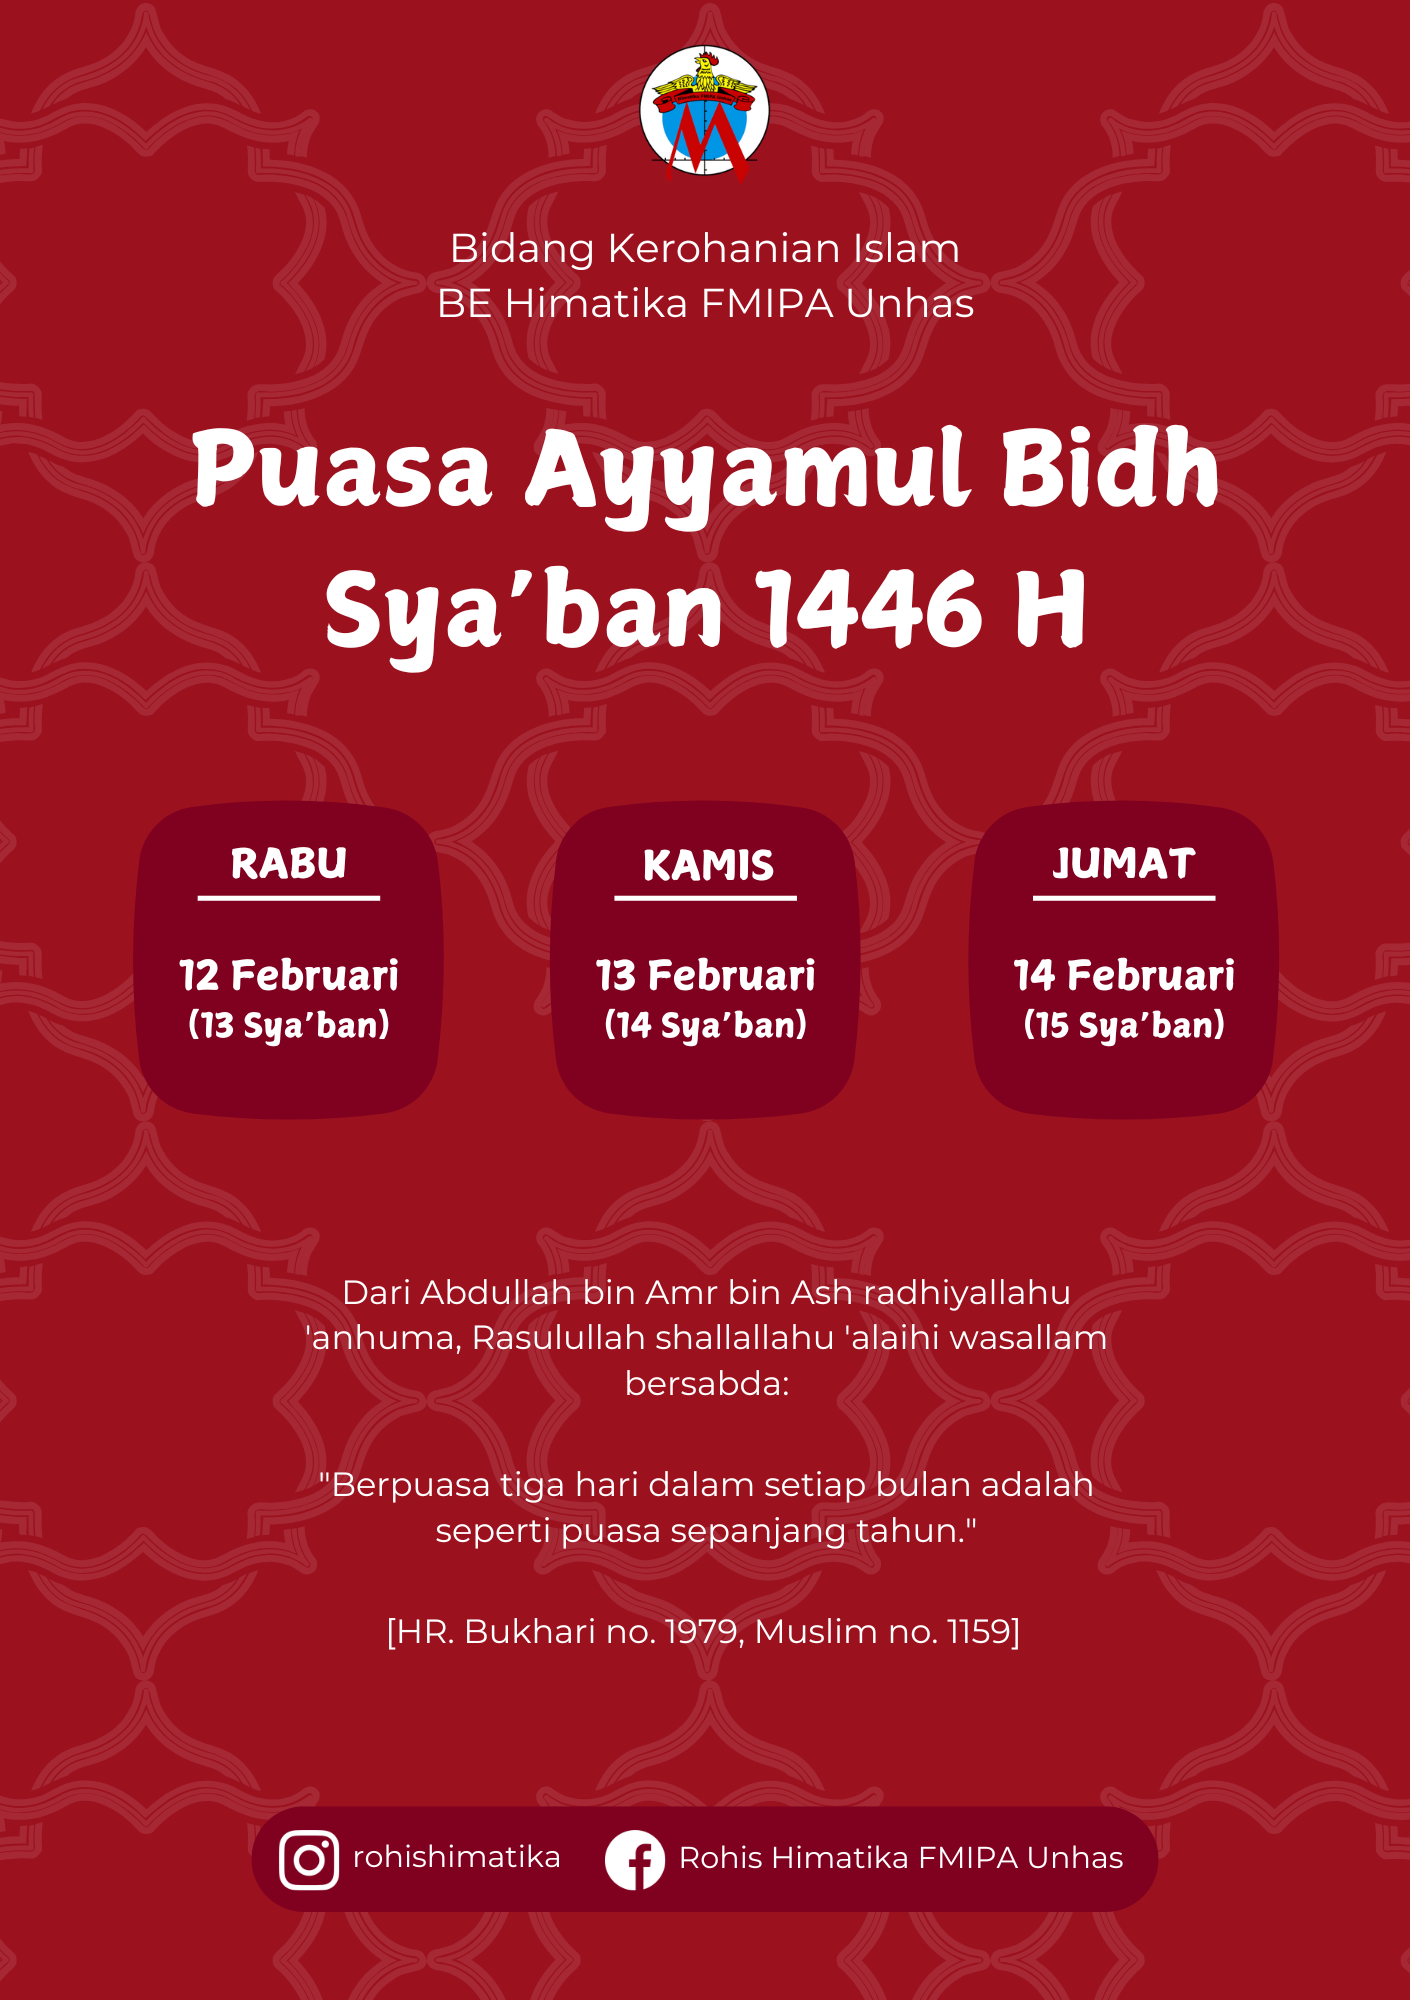 Bidang Kerohanian Islam
BE Himatika FMIPA Unhas
Puasa Ayyamul Bidh
Sya'ban 1446 H
RABU
12 Februari
(13 Sya'ban)
KAMIS
13 Februari
(14 Sya'ban)
JUMAT
14 Februari
(15 Sya'ban)
Dari Abdullah bin Amr bin Ash radhiyallahu
'anhuma, Rasulullah shallallahu 'alaihi wasallam
bersabda:
"Berpuasa tiga hari dalam setiap bulan adalah
seperti puasa sepanjang tahun."
[HR. Bukhari no. 1979, Muslim no. 1159]
rohishimatika
Rohis Himatika FMIPA Unhas